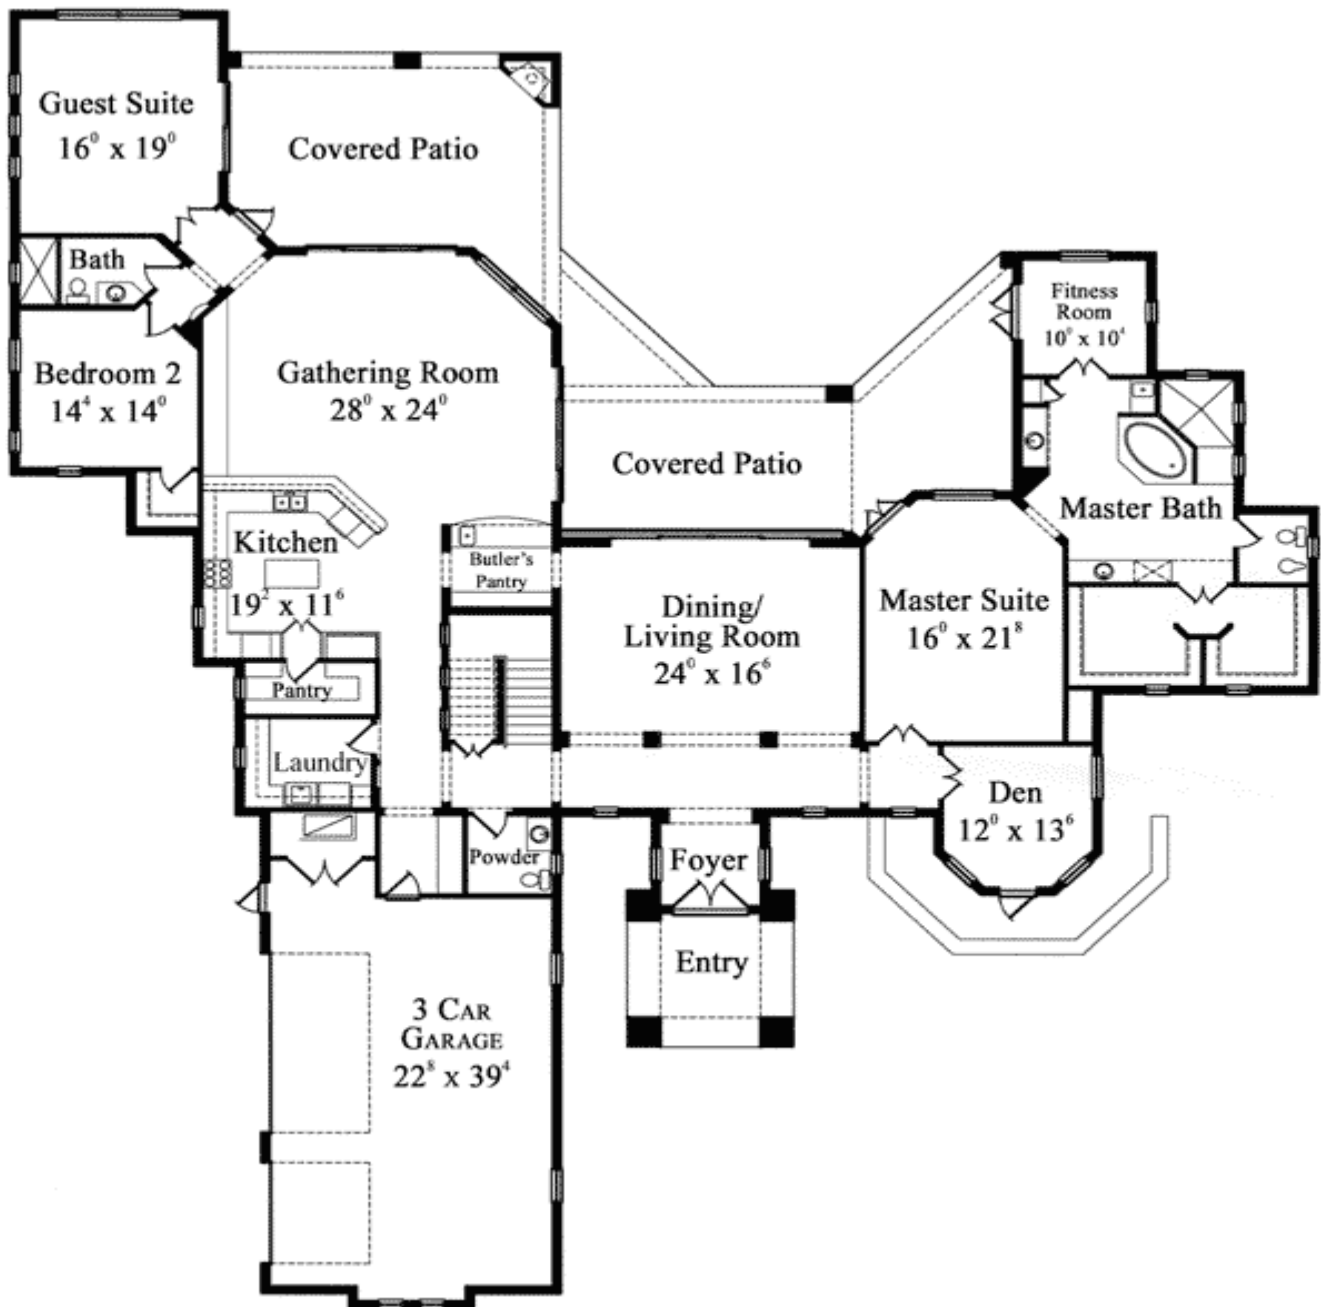 Guest Suite
16⁰ x 19⁰
Covered Patio
Bath
Fitness
Room
10⁰ x 10⁴
Bedroom 2
14⁴ x 14⁰
Gathering Room
28⁰ x 24⁰
Covered Patio
Master Bath
Kitchen
19² x 11⁶
Butler's
Pantry
Dining/
Living Room
24⁰ x 16⁶
Master Suite
16⁰ x 21⁸
Pantry
Laundry
Den
12⁰ x 13⁶
Powder
Foyer
Entry
3 CAR
GARAGE
22⁸ x 39⁴